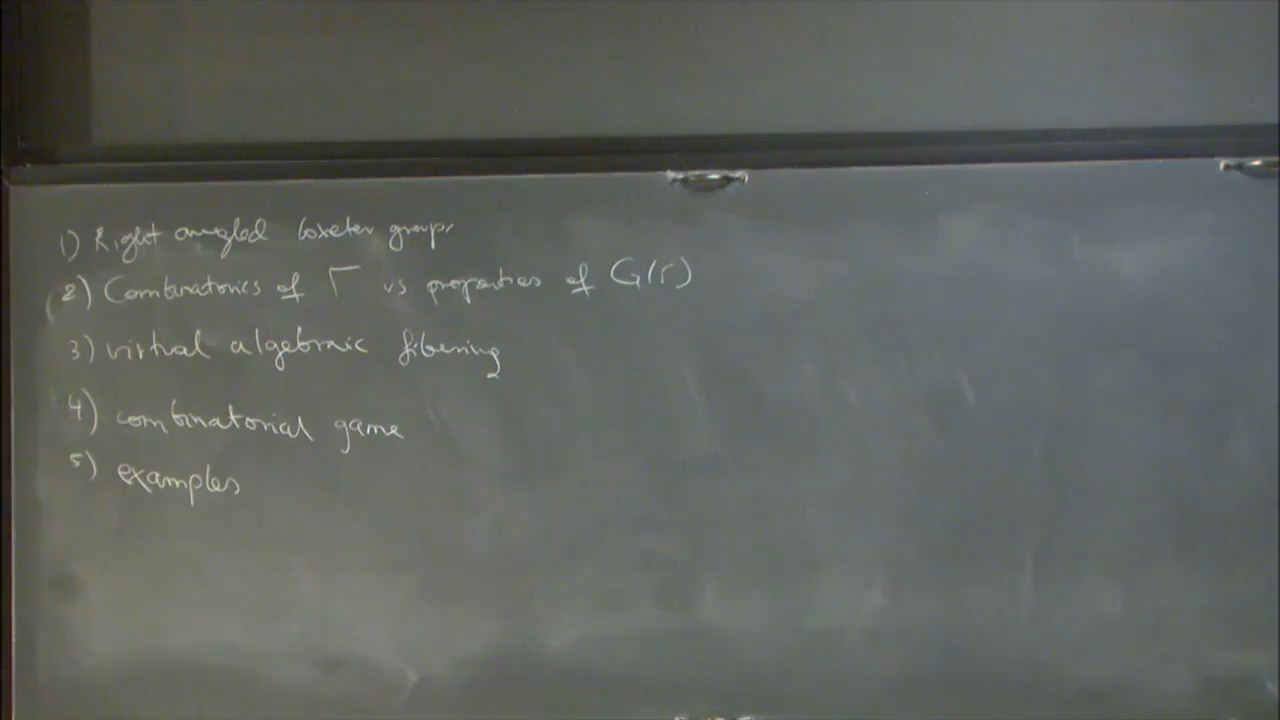 1) Right angled Coxeter groups
(2) Combinatorics of Γ vs properties of G(Γ)
3) virtual algebraic fibering
4) combinatorial game
5) examples